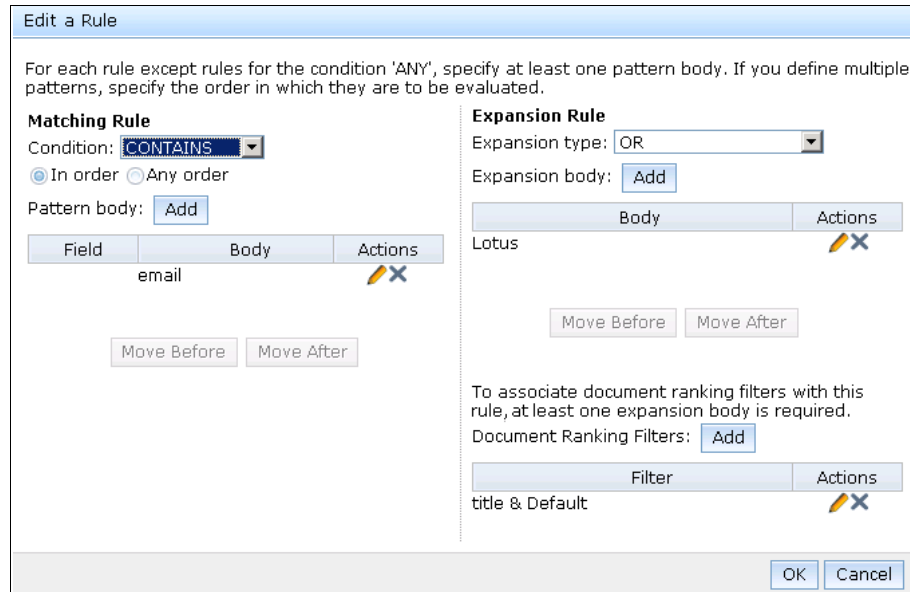 Edit a Rule
For each rule except rules for the condition 'ANY', specify at least one pattern body. If you define multiple
patterns, specify the order in which they are to be evaluated.
Matching Rule
Condition: CONTAINS
In order Any order
Pattern body: Add
Field Body Actions
email
Move Before Move After
Expansion Rule
Expansion type: OR
Expansion body: Add
Body Actions
Lotus
Move Before Move After
To associate document ranking filters with this
rule, at least one expansion body is required.
Document Ranking Filters: Add
Filter Actions
title & Default
OK Cancel